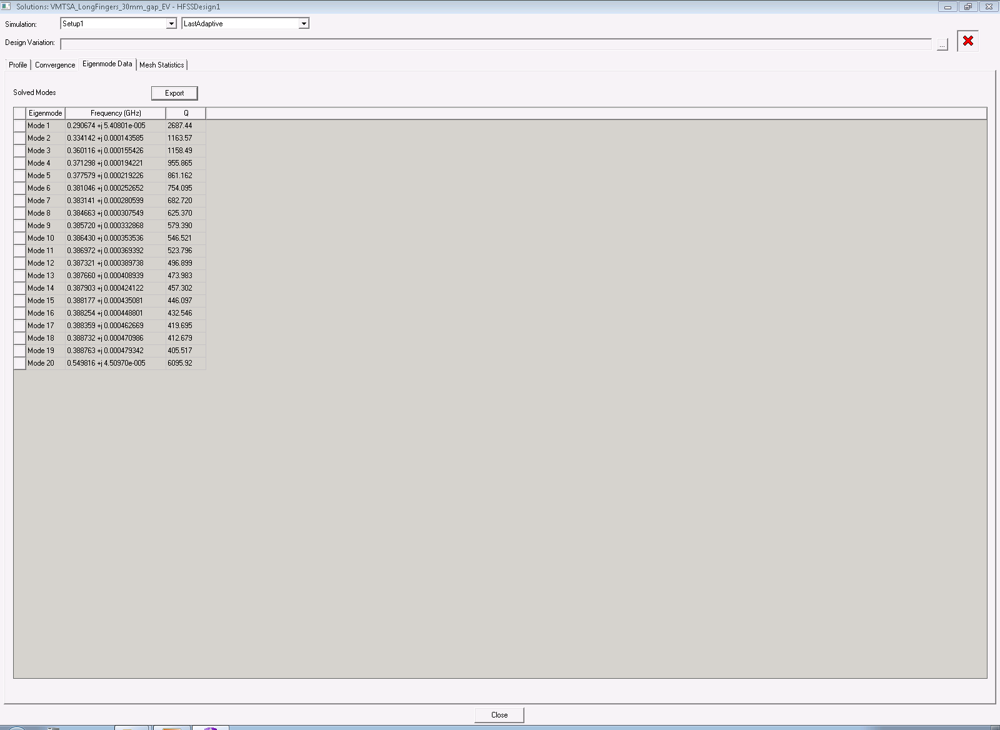 Solutions: VMTSA_LongFingers_30mm_gap_EV - HFSSDesign1
Simulation: Setup1 LastAdaptive
Design Variation: ...
Profile Convergence Eigenmode Data Mesh Statistics
Solved Modes Export
Eigenmode Frequency (GHz) Q
Mode 1 0.290674 +j 5.40801e-005 2687.44
Mode 2 0.334142 +j 0.000143585 1163.57
Mode 3 0.360116 +j 0.000155426 1158.49
Mode 4 0.371298 +j 0.000194221 955.865
Mode 5 0.377579 +j 0.000219226 861.162
Mode 6 0.381046 +j 0.000252652 754.095
Mode 7 0.383141 +j 0.000280599 682.720
Mode 8 0.384663 +j 0.000307549 625.370
Mode 9 0.385720 +j 0.000332868 579.390
Mode 10 0.386430 +j 0.000353536 546.521
Mode 11 0.386972 +j 0.000369392 523.796
Mode 12 0.387321 +j 0.000389738 496.899
Mode 13 0.387660 +j 0.000408939 473.983
Mode 14 0.387903 +j 0.000424122 457.302
Mode 15 0.388177 +j 0.000435081 446.097
Mode 16 0.388254 +j 0.000448801 432.546
Mode 17 0.388359 +j 0.000462669 419.695
Mode 18 0.388732 +j 0.000470986 412.679
Mode 19 0.388763 +j 0.000479342 405.517
Mode 20 0.549816 +j 4.50970e-005 6095.92
Close